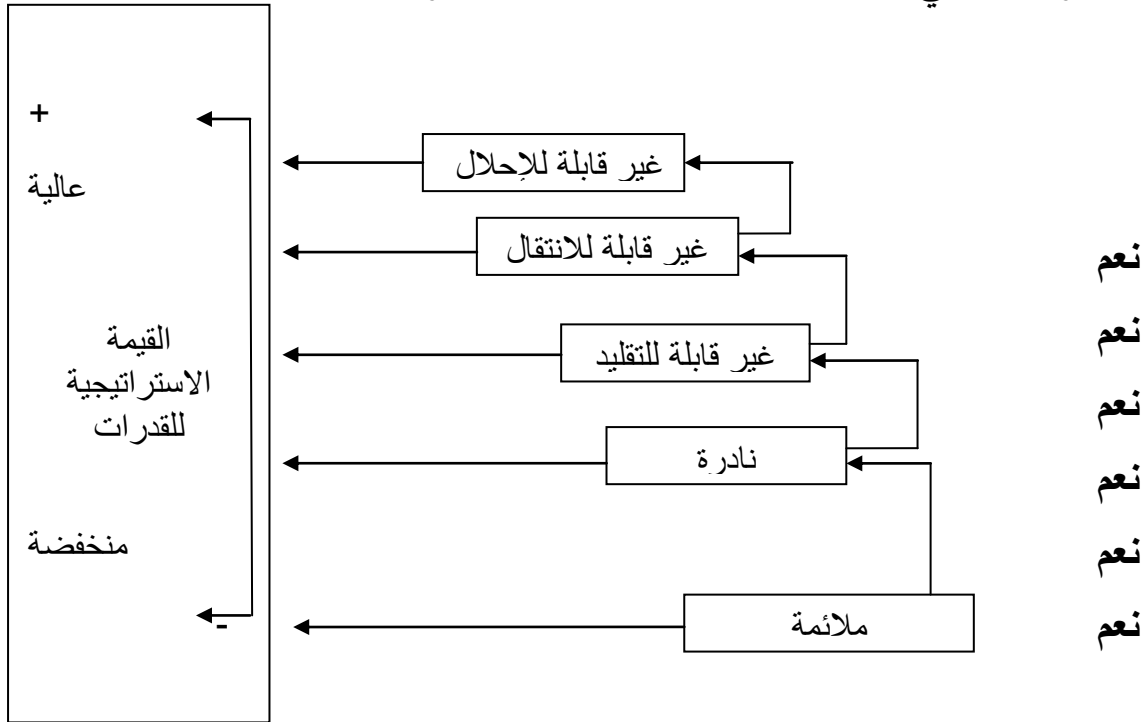 +
غير قابلة للإحلال
عالية
غير قابلة للانتقال
نعم
نعم
القيمة
الاستراتيجية
للقدرات
غير قابلة للتقليد
نعم
نادرة
نعم
منخفضة
نعم
ملائمة
نعم
-